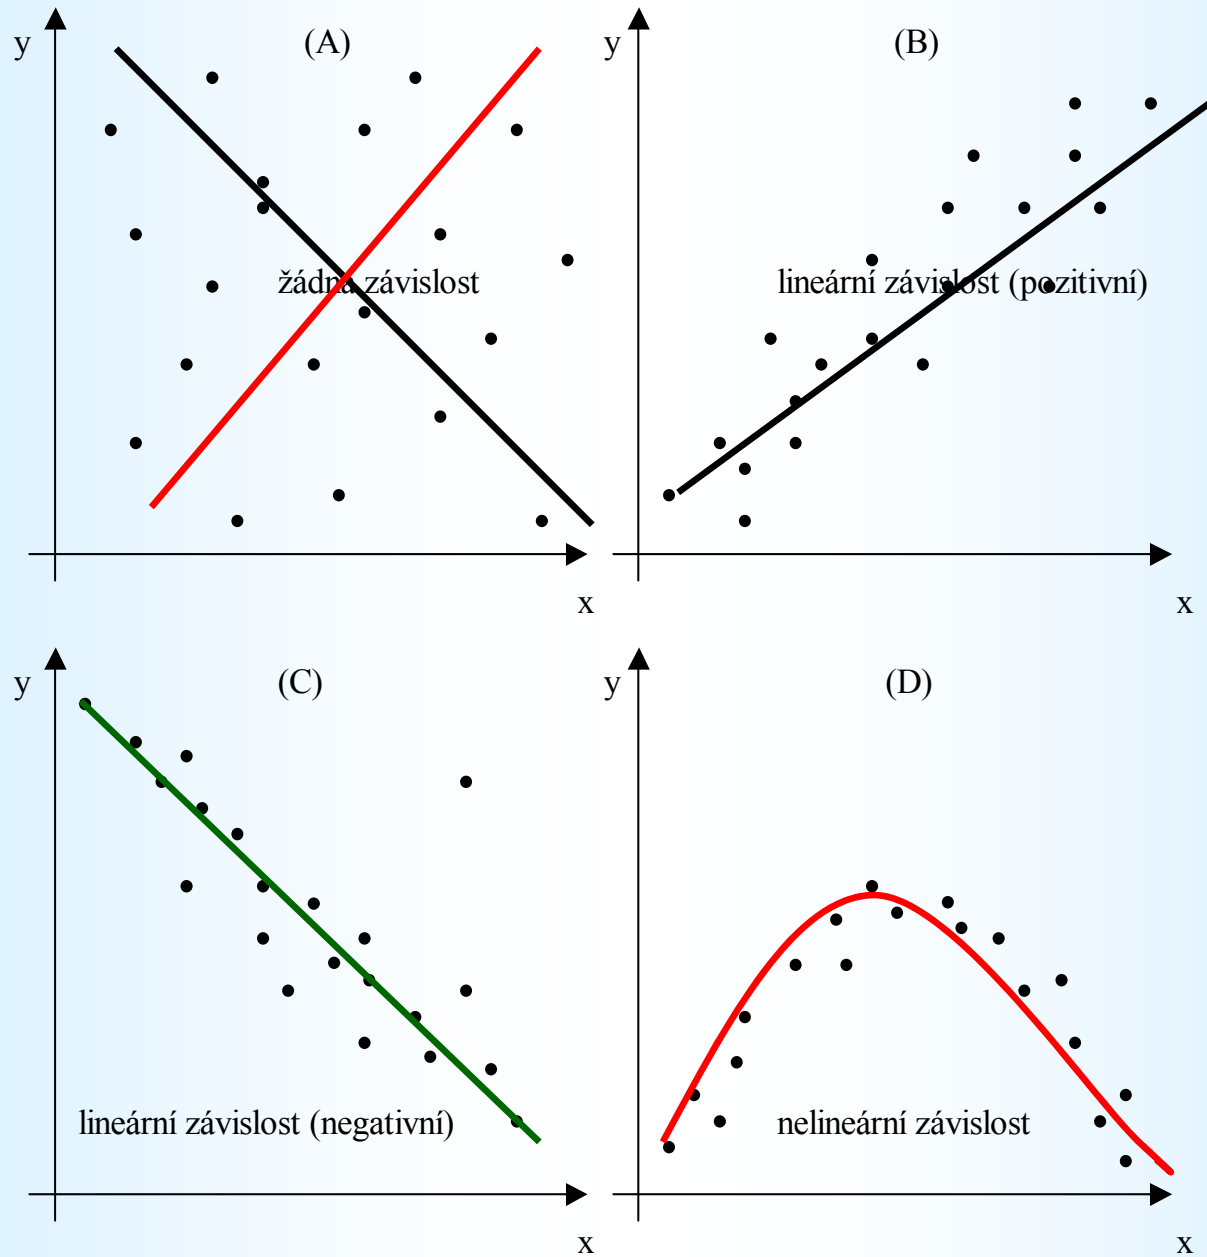 y
(A)
žádná závislost
x
y
(B)
lineární závislost (pozitivní)
x
y
(C)
lineární závislost (negativní)
x
y
(D)
nelineární závislost
x